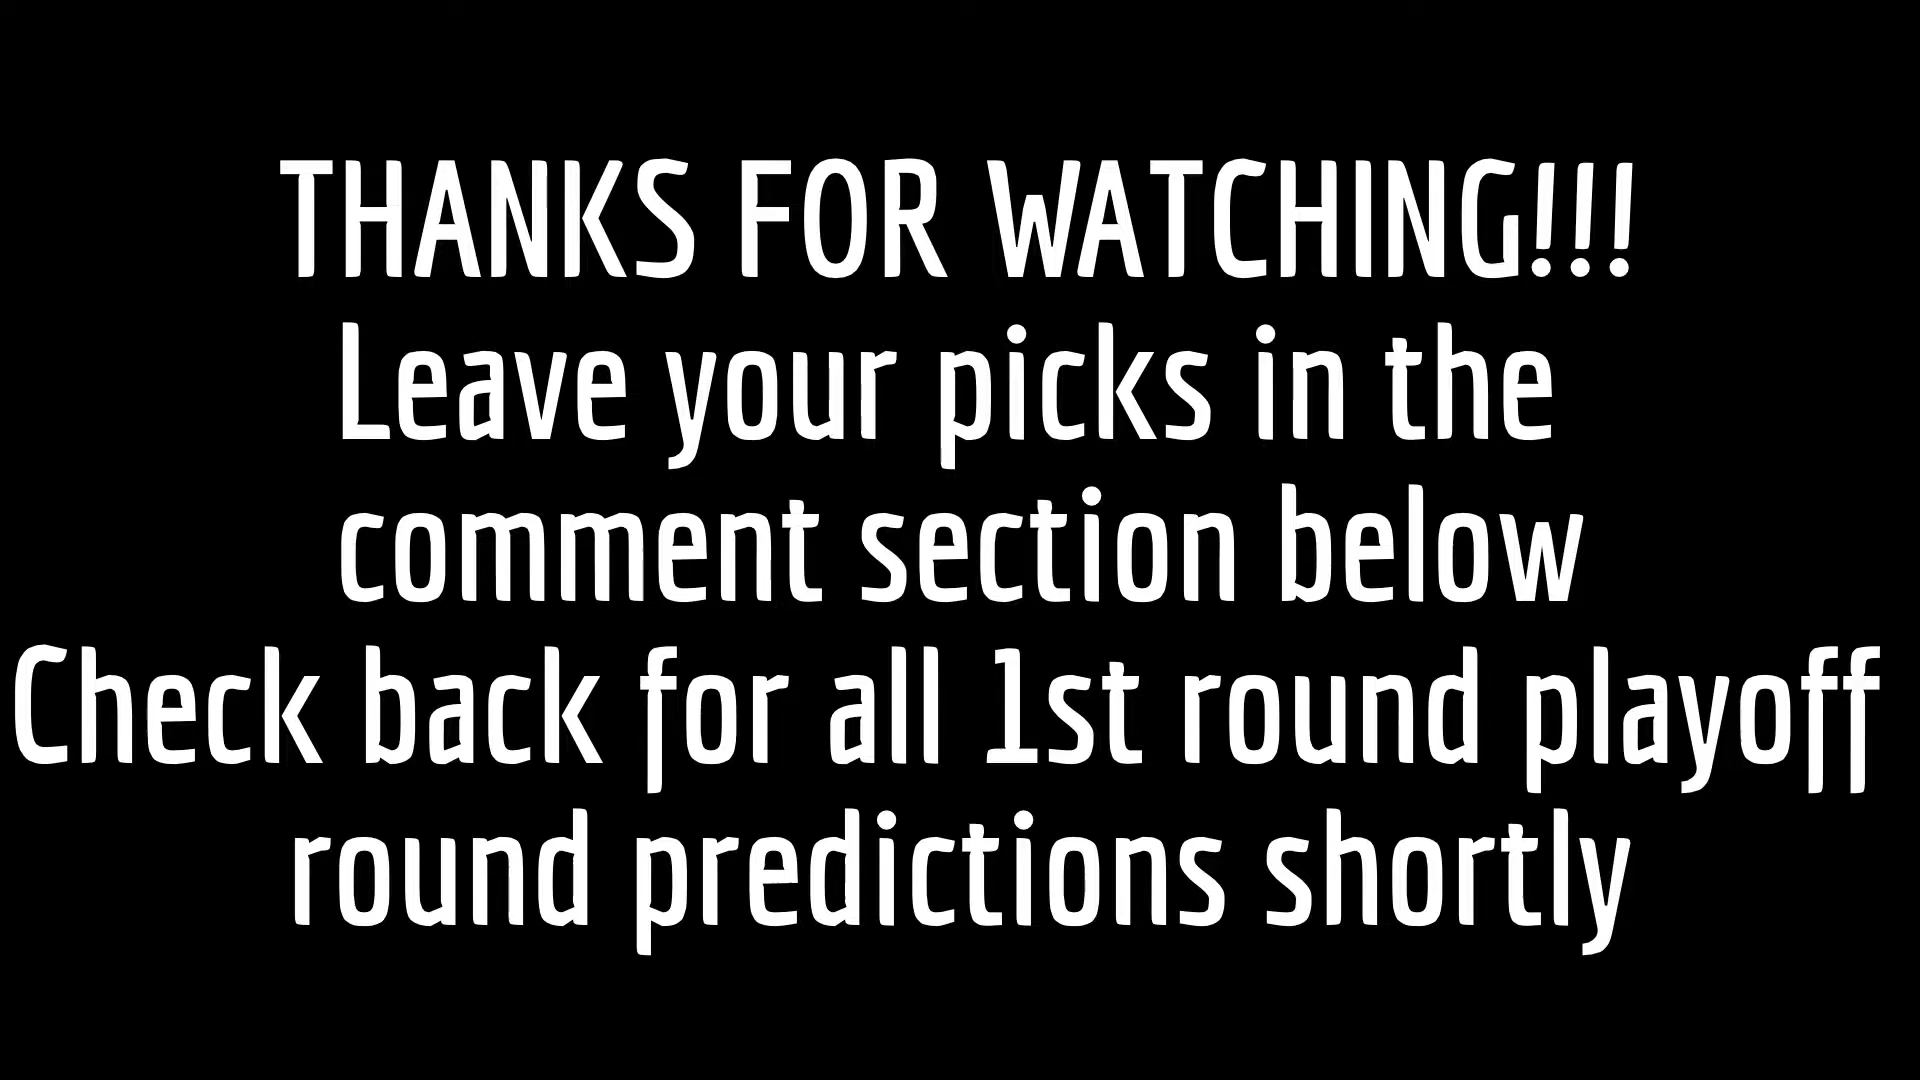 THANKS FOR WATCHING!!!
Leave your picks in the
comment section below
Check back for all 1st round playoff
round predictions shortly